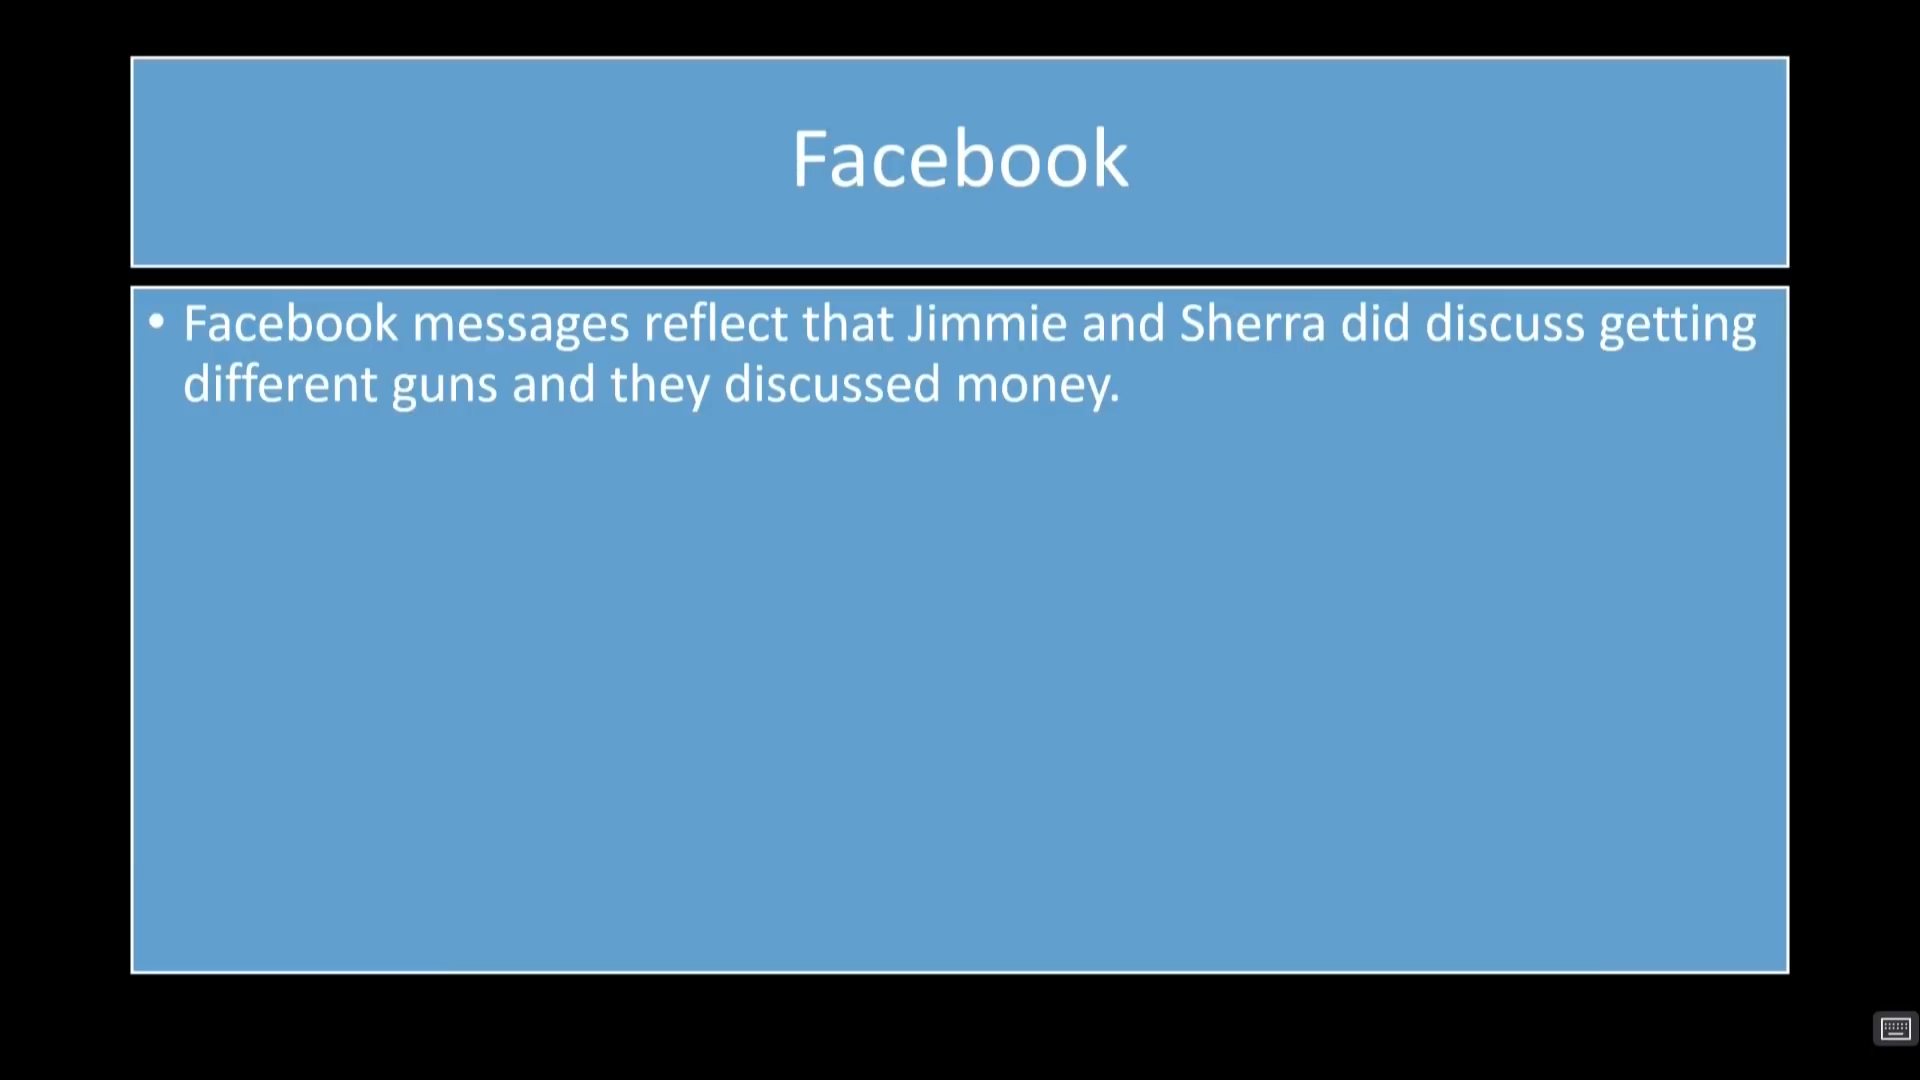 Facebook
• Facebook messages reflect that Jimmie and Sherra did discuss getting
different guns and they discussed money.